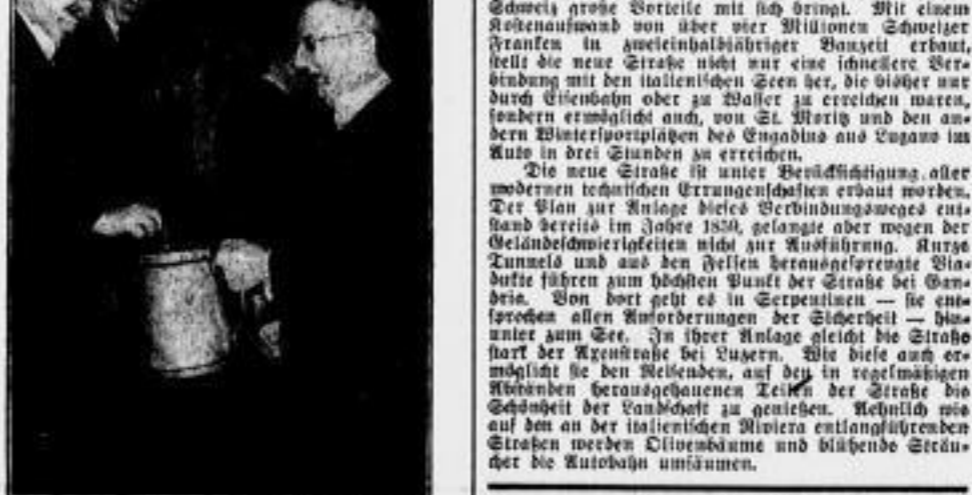 Schweiz große Vorteile mit sich bringt. Mit einem
Kostenaufwand von über vier Millionen Schweizer
Franken in zweieinhalbjähriger Bauzeit erbaut,
stellt die neue Straße nicht nur eine schnellere Ver-
bindung mit den italienischen Seen her, die bisher nur
durch Eisenbahn oder zu Wasser zu erreichen waren,
sondern ermöglicht auch, von St. Moritz und den an-
dern Wintersportplätzen des Engadins aus Lugano im
Auto in drei Stunden zu erreichen.
Die neue Straße ist unter Berücksichtigung aller
modernen technischen Errungenschaften erbaut worden.
Der Plan zur Anlage dieses Verbindungsweges ent-
stand bereits im Jahre 1850, gelangte aber wegen der
Geländeschwierigkeiten nicht zur Ausführung. Kurze
Tunnels und aus den Felsen herausgesprengte Via-
dukte führen zum höchsten Punkt der Straße bei Gan-
dria. Von dort geht es in Serpentinen — sie ent-
sprechen allen Anforderungen der Sicherheit — hin-
unter zum See. In ihrer Anlage gleicht die Straße
stark der Axenstraße bei Luzern. Wie diese auch er-
möglicht sie den Reisenden, auf den in regelmäßigen
Abständen herausgehauenen Teilen der Straße die
Schönheit der Landschaft zu genießen. Aehnlich wie
auf den an der italienischen Riviera entlangführenden
Straßen werden Olivenbäume und blühende Sträu-
cher die Autobahn umsäumen.